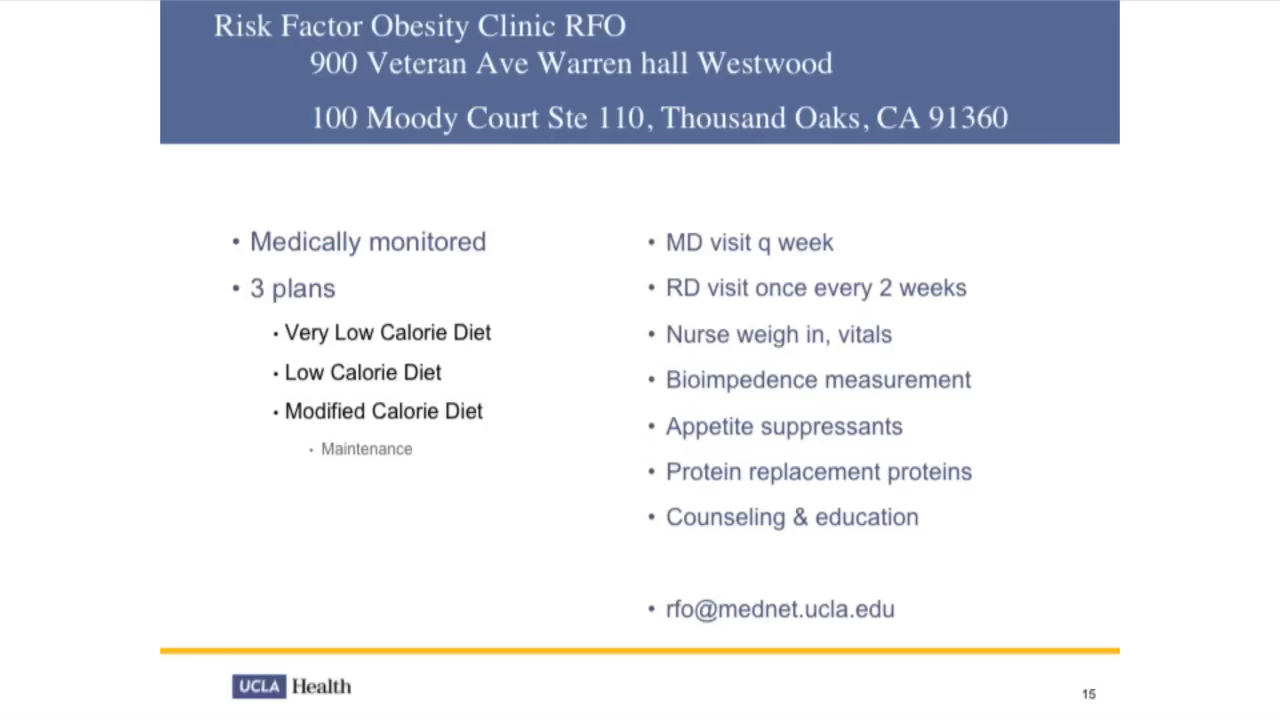 Risk Factor Obesity Clinic RFO
900 Veteran Ave Warren hall Westwood
100 Moody Court Ste 110, Thousand Oaks, CA 91360
• Medically monitored
• 3 plans
• Very Low Calorie Diet
• Low Calorie Diet
• Modified Calorie Diet
• Maintenance
• MD visit q week
• RD visit once every 2 weeks
• Nurse weigh in, vitals
• Bioimpedence measurement
• Appetite suppressants
• Protein replacement proteins
• Counseling & education
• rfo@mednet.ucla.edu
UCLA Health
15